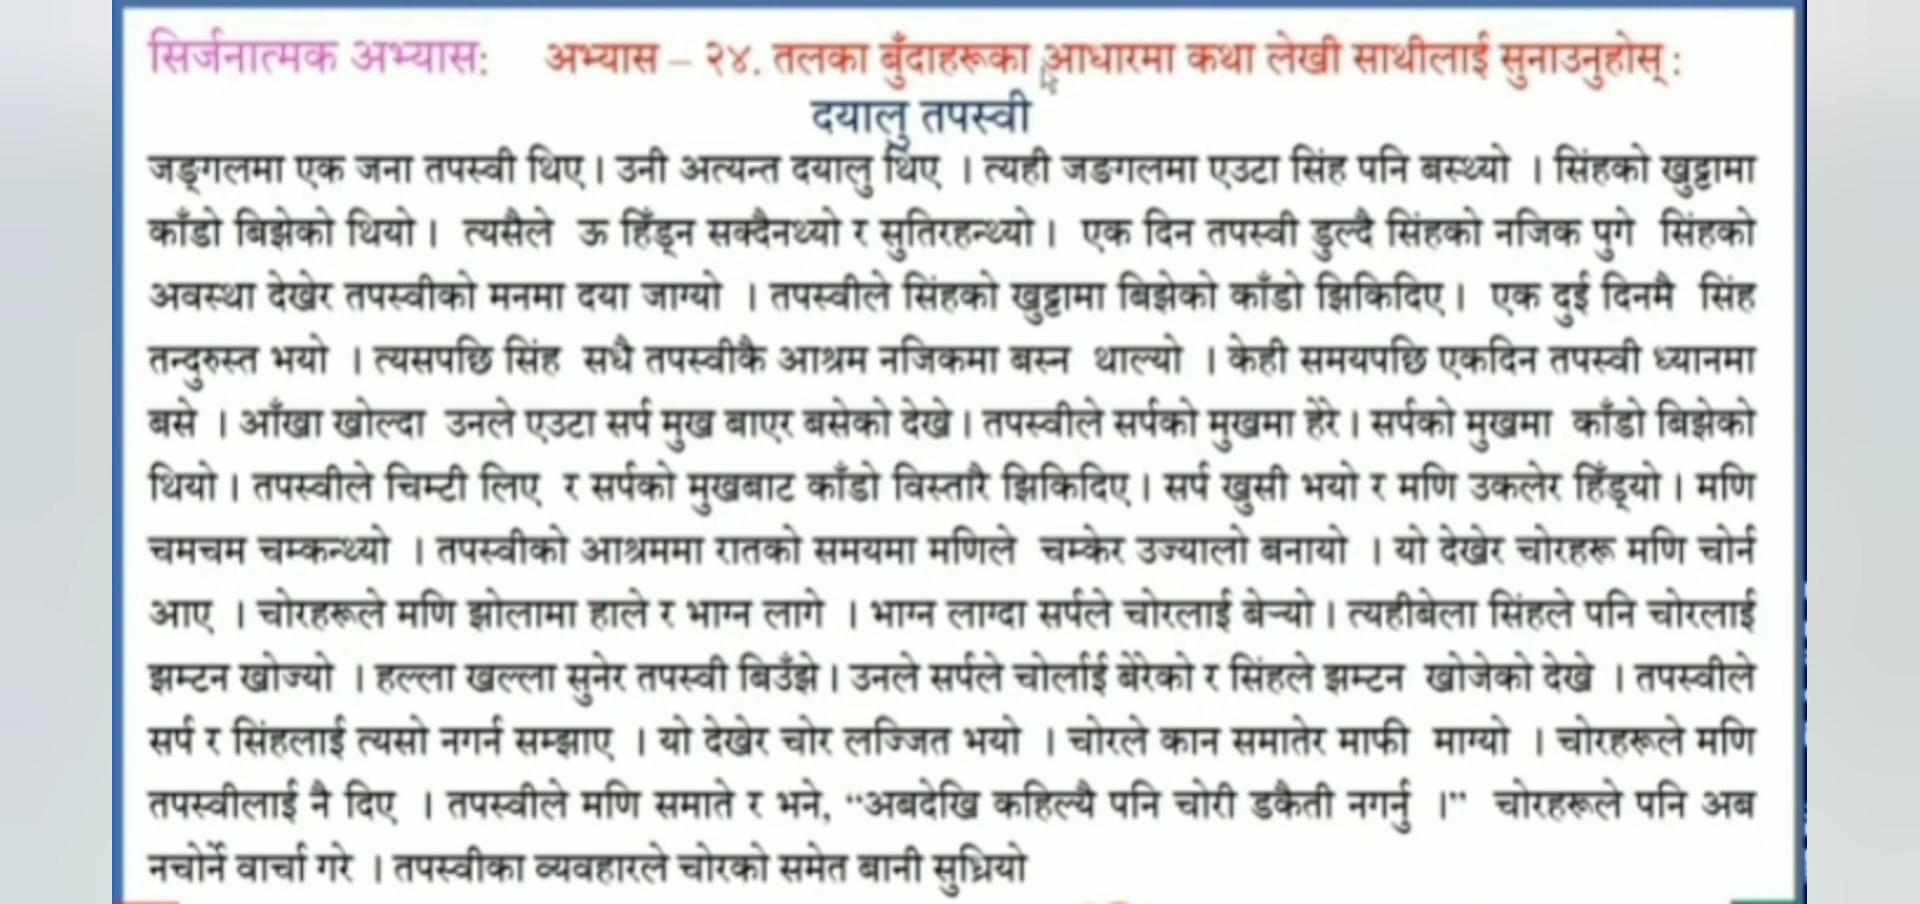 सिर्जनात्मक अभ्यास: अभ्यास – २४. तलका बुँदाहरूका आधारमा कथा लेखी साथीलाई सुनाउनुहोस् :
दयालु तपस्वी
जङ्गलमा एक जना तपस्वी थिए । उनी अत्यन्त दयालु थिए । त्यही जङगलमा एउटा सिंह पनि बस्थ्यो । सिंहको खुट्टामा
काँडो बिझेको थियो । त्यसैले ऊ हिँड्न सक्दैनथ्यो र सुतिरहन्थ्यो । एक दिन तपस्वी डुल्दै सिंहको नजिक पुगे सिंहको
अवस्था देखेर तपस्वीको मनमा दया जाग्यो । तपस्वीले सिंहको खुट्टामा बिझेको काँडो झिकिदिए । एक दुई दिनमै सिंह
तन्दुरुस्त भयो । त्यसपछि सिंह सधै तपस्वीकै आश्रम नजिकमा बस्न थाल्यो । केही समयपछि एकदिन तपस्वी ध्यानमा
बसे । आँखा खोल्दा उनले एउटा सर्प मुख बाएर बसेको देखे । तपस्वीले सर्पको मुखमा हेरे । सर्पको मुखमा काँडो बिझेको
थियो । तपस्वीले चिम्टी लिए र सर्पको मुखबाट काँडो विस्तारै झिकिदिए । सर्प खुसी भयो र मणि उकलेर हिँड्यो । मणि
चमचम चम्कन्थ्यो । तपस्वीको आश्रममा रातको समयमा मणिले चम्केर उज्यालो बनायो । यो देखेर चोरहरू मणि चोर्न
आए । चोरहरूले मणि झोलामा हाले र भाग्न लागे । भाग्न लाग्दा सर्पले चोरलाई बेर्‍यो । त्यहीबेला सिंहले पनि चोरलाई
झम्टन खोज्यो । हल्ला खल्ला सुनेर तपस्वी बिउँझे । उनले सर्पले चोर्लाई बेरेको र सिंहले झम्टन खोजेको देखे । तपस्वीले
सर्प र सिंहलाई त्यसो नगर्न सम्झाए । यो देखेर चोर लज्जित भयो । चोरले कान समातेर माफी माग्यो । चोरहरूले मणि
तपस्वीलाई नै दिए । तपस्वीले मणि समाते र भने, “अबदेखि कहिल्यै पनि चोरी डकैती नगर्नु ।” चोरहरूले पनि अब
नचोर्ने वार्चा गरे । तपस्वीका व्यवहारले चोरको समेत बानी सुध्रियो